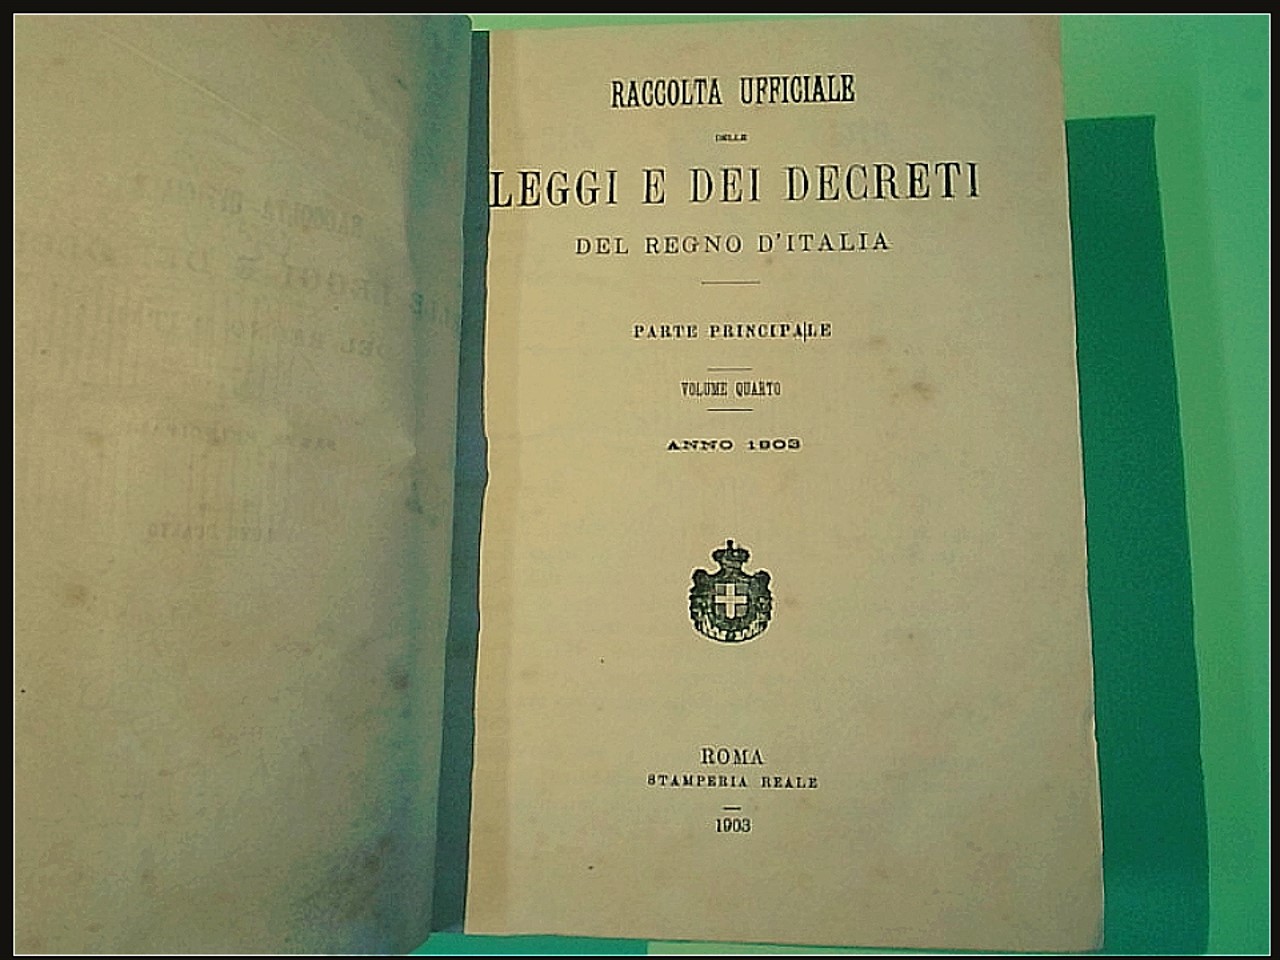 RACCOLTA UFFICIALE
DELLE
LEGGI E DEI DECRETI
DEL REGNO D'ITALIA
PARTE PRINCIPALE
VOLUME QUARTO
ANNO 1903
ROMA
STAMPERIA REALE
1903